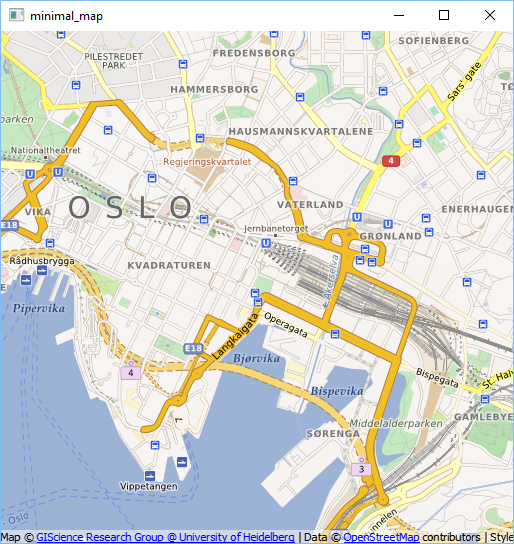 minimal_map
SOFIENBERG
FREDENSBORG
PILESTREDET
PARK
Sars' gate
HAMMERSBORG
parken
HAUSMANNSKVARTALENE
Nationaltheatret
Regjeringskvartalet
4
VIKA
OSLO
VATERLAND
ENERHAUGEN
E18
Jernbanetorget
GRØNLAND
Rådhusbrygga
KVADRATUREN
Akerselva
Pipervika
Langkaigata
Operagata
E18
Bjørvika
4
Bispegata
St. Hal
Bispevika
GAMLEBYE
Middelalderparken
SØRENGA
3
Vippetangen
Oslo
nnelen
Map © GIScience Research Group @ University of Heidelberg | Data © OpenStreetMap contributors | Style